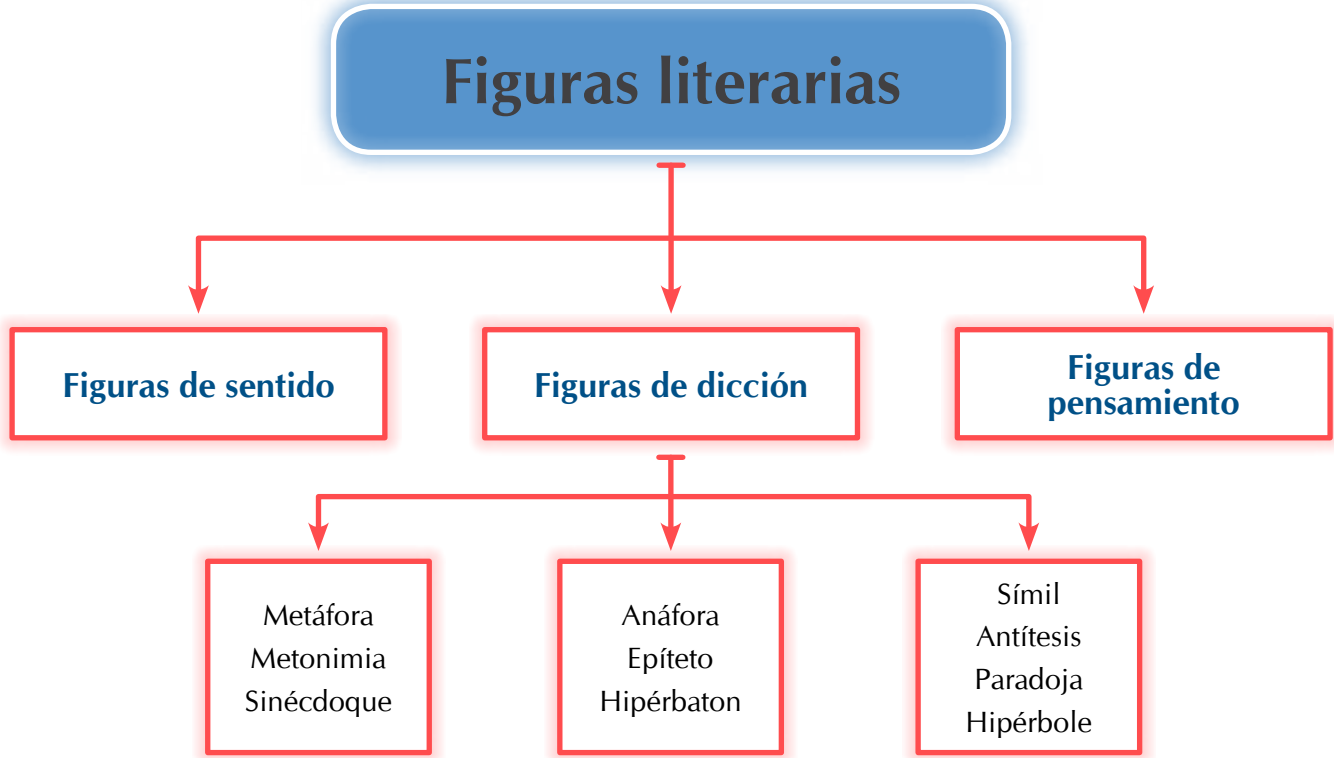 Figuras literarias
Figuras de sentido
Figuras de dicción
Figuras de
pensamiento
Metáfora
Metonimia
Sinécdoque
Anáfora
Epíteto
Hipérbaton
Símil
Antítesis
Paradoja
Hipérbole